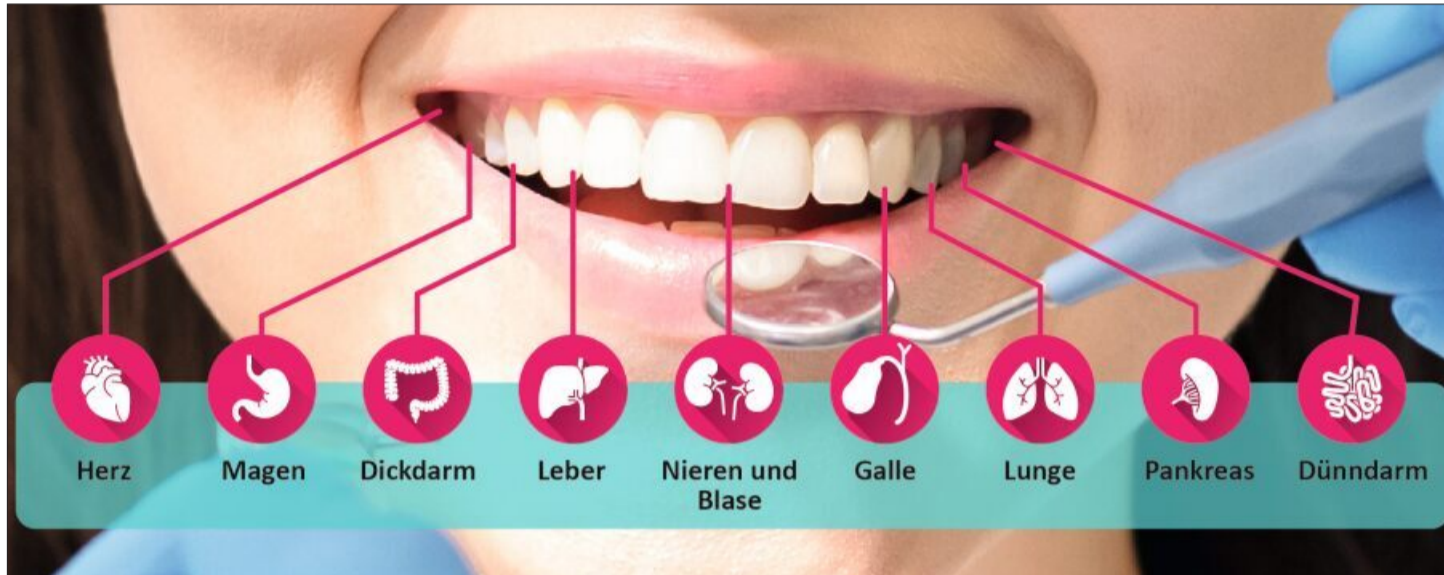 Herz
Magen
Dickdarm
Leber
Nieren und
Blase
Galle
Lunge
Pankreas
Dünndarm